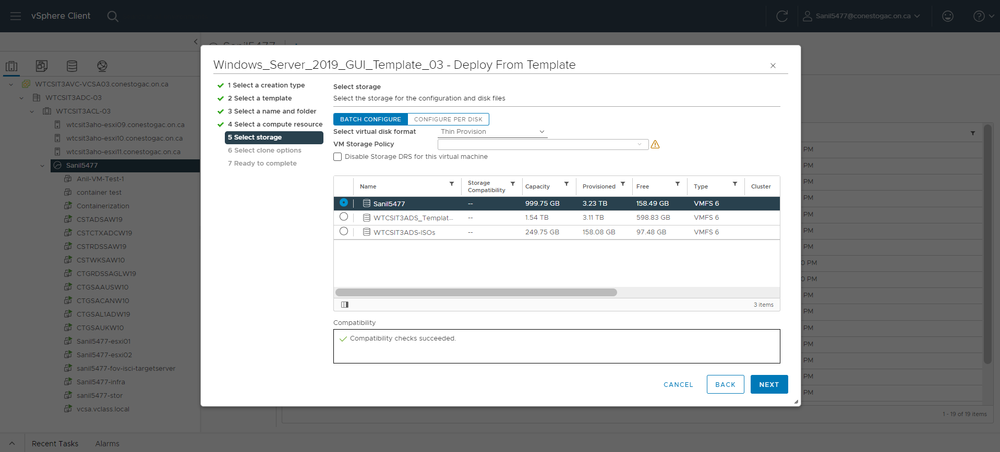 vSphere Client
Sanil5477@conestogac.on.ca
WTCSIT3AVC-VCSA03.conestogac.on.ca
WTCSIT3ADC-03
WTCSIT3ACL-03
wtcsit3aho-esxi09.conestogac.on.ca
wtcsit3aho-esxi10.conestogac.on.ca
wtcsit3aho-esxi11.conestogac.on.ca
Sanil5477
Anil-VM-Test-1
container test
Containerization
CSTADSAW19
CSTCTXADCW19
CSTRDSSAW19
CSTWKSAW10
CTGRDSSAGLW19
CTGSAAUSW10
CTGSACANW10
CTGSAL1ADW19
CTGSAUKW10
Sanil5477-esxi01
Sanil5477-esxi02
sanil5477-fov-isci-targetserver
Sanil5477-infra
sanil5477-stor
vcsa.vclass.local
Windows_Server_2019_GUI_Template_03 - Deploy From Template
1 Select a creation type
2 Select a template
3 Select a name and folder
4 Select a compute resource
5 Select storage
6 Select clone options
7 Ready to complete
Select storage
Select the storage for the configuration and disk files
BATCH CONFIGURE CONFIGURE PER DISK
Select virtual disk format Thin Provision
VM Storage Policy
Disable Storage DRS for this virtual machine
Name Storage Compatibility Capacity Provisioned Free Type Cluster
Sanil5477 -- 999.75 GB 3.23 TB 158.49 GB VMFS 6
WTCSIT3ADS_Templat... -- 1.54 TB 3.11 TB 598.83 GB VMFS 6
WTCSIT3ADS-ISOs -- 249.75 GB 158.08 GB 97.48 GB VMFS 6
3 items
Compatibility
Compatibility checks succeeded.
CANCEL BACK NEXT
PM
PM
PM
PM
PM
PM
PM
0 PM
0 PM
PM
PM
PM
PM
PM
PM
PM
1 - 19 of 19 items
Recent Tasks Alarms